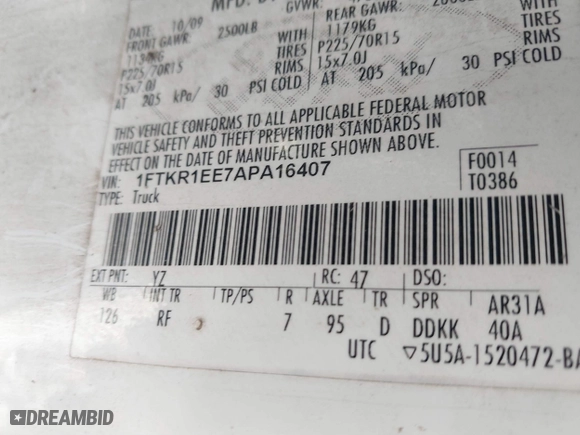 MFD.
DATE: 10/09
GVWR:
FRONT GAWR: 2500LB
1134KG WITH
P225/70R15 TIRES
15x7.0J RIMS
AT 205 kPa/ 30 PSI COLD
REAR GAWR:
1179KG WITH
P225/70R15 TIRES
15x7.0J RIMS
AT 205 kPa/ 30 PSI COLD
THIS VEHICLE CONFORMS TO ALL APPLICABLE FEDERAL MOTOR
VEHICLE SAFETY AND THEFT PREVENTION STANDARDS IN
EFFECT ON THE DATE OF MANUFACTURE SHOWN ABOVE.
VIN: 1FTKR1EE7APA16407 F0014
TYPE: Truck T0386
EXT PNT: YZ RC: 47 DSO:
WB INT TR TP/PS R AXLE TR SPR AR31A
126 RF 7 95 D DDKK 40A
UTC ▽5U5A-1520472-BA
DREAMBID
DREAMBID